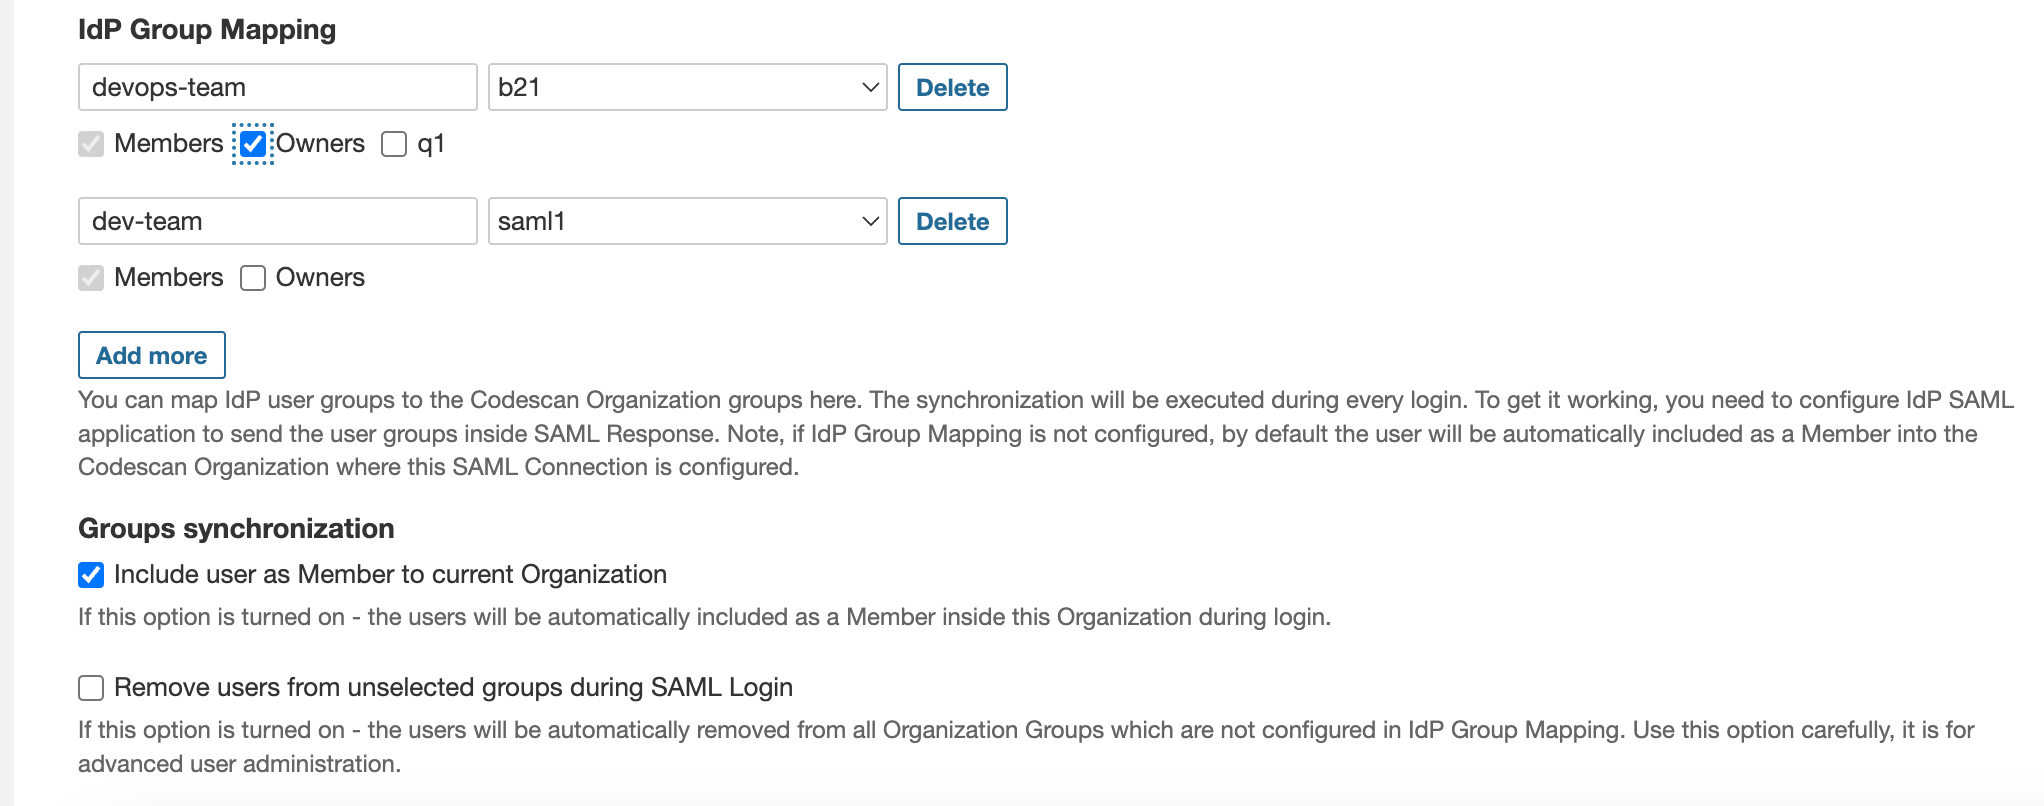 IdP Group Mapping
devops-team b21 Delete
Members Owners q1
dev-team saml1 Delete
Members Owners
Add more
You can map IdP user groups to the Codescan Organization groups here. The synchronization will be executed during every login. To get it working, you need to configure IdP SAML
application to send the user groups inside SAML Response. Note, if IdP Group Mapping is not configured, by default the user will be automatically included as a Member into the
Codescan Organization where this SAML Connection is configured.
Groups synchronization
Include user as Member to current Organization
If this option is turned on - the users will be automatically included as a Member inside this Organization during login.
Remove users from unselected groups during SAML Login
If this option is turned on - the users will be automatically removed from all Organization Groups which are not configured in IdP Group Mapping. Use this option carefully, it is for
advanced user administration.